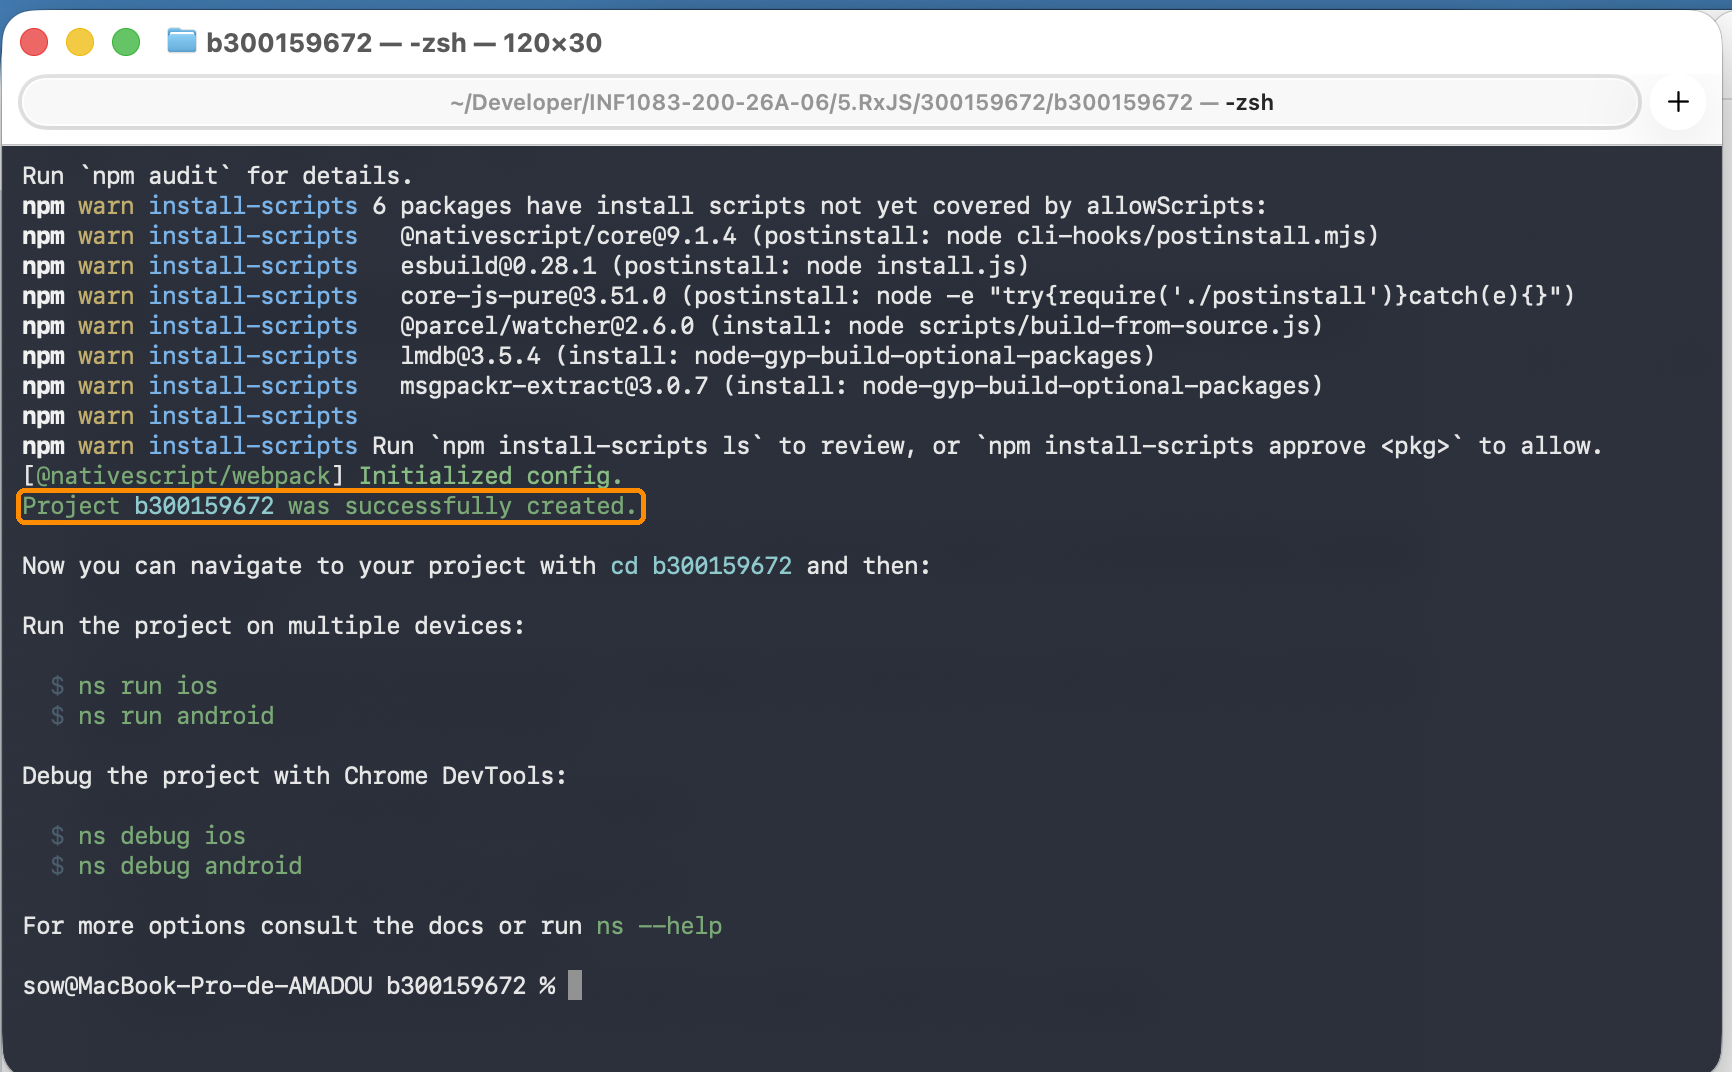 b300159672 — -zsh — 120×30
~/Developer/INF1083-200-26A-06/5.RxJS/300159672/b300159672 — -zsh
+
Run `npm audit` for details.
npm warn install-scripts 6 packages have install scripts not yet covered by allowScripts:
npm warn install-scripts   @nativescript/core@9.1.4 (postinstall: node cli-hooks/postinstall.mjs)
npm warn install-scripts   esbuild@0.28.1 (postinstall: node install.js)
npm warn install-scripts   core-js-pure@3.51.0 (postinstall: node -e "try{require('./postinstall')}catch(e){}")
npm warn install-scripts   @parcel/watcher@2.6.0 (install: node scripts/build-from-source.js)
npm warn install-scripts   lmdb@3.5.4 (install: node-gyp-build-optional-packages)
npm warn install-scripts   msgpackr-extract@3.0.7 (install: node-gyp-build-optional-packages)
npm warn install-scripts
npm warn install-scripts Run `npm install-scripts ls` to review, or `npm install-scripts approve <pkg>` to allow.
[@nativescript/webpack] Initialized config.
Project b300159672 was successfully created.
Now you can navigate to your project with cd b300159672 and then:
Run the project on multiple devices:
$ ns run ios
$ ns run android
Debug the project with Chrome DevTools:
$ ns debug ios
$ ns debug android
For more options consult the docs or run ns --help
sow@MacBook-Pro-de-AMADOU b300159672 %